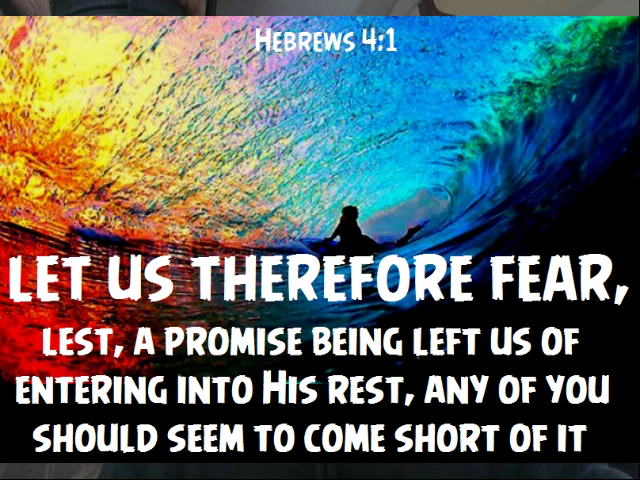 Hebrews 4:1
LET US THEREFORE FEAR,
LEST, A PROMISE BEING LEFT US OF
ENTERING INTO HIS REST, ANY OF YOU
SHOULD SEEM TO COME SHORT OF IT